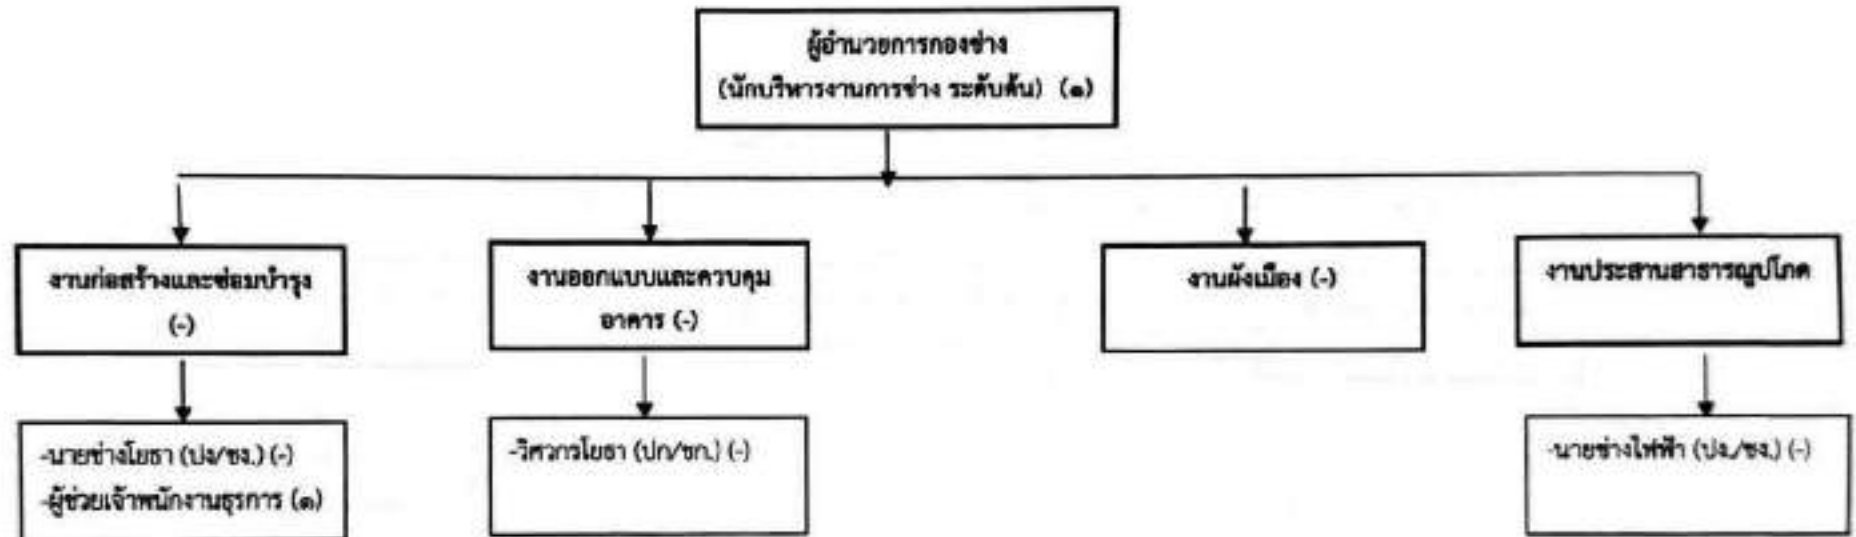 ผู้อำนวยการกองช่าง
(นักบริหารงานการช่าง ระดับต้น) (๑)
งานก่อสร้างและซ่อมบำรุง
(-)
งานออกแบบและควบคุม
อาคาร (-)
งานผังเมือง (-)
งานประสานสาธารณูปโภค
-นายช่างโยธา (ปง/ชง.) (-)
-ผู้ช่วยเจ้าพนักงานธุรการ (๑)
-วิศวกรโยธา (ปก/ชก.) (-)
-นายช่างไฟฟ้า (ปง./ชง.) (-)